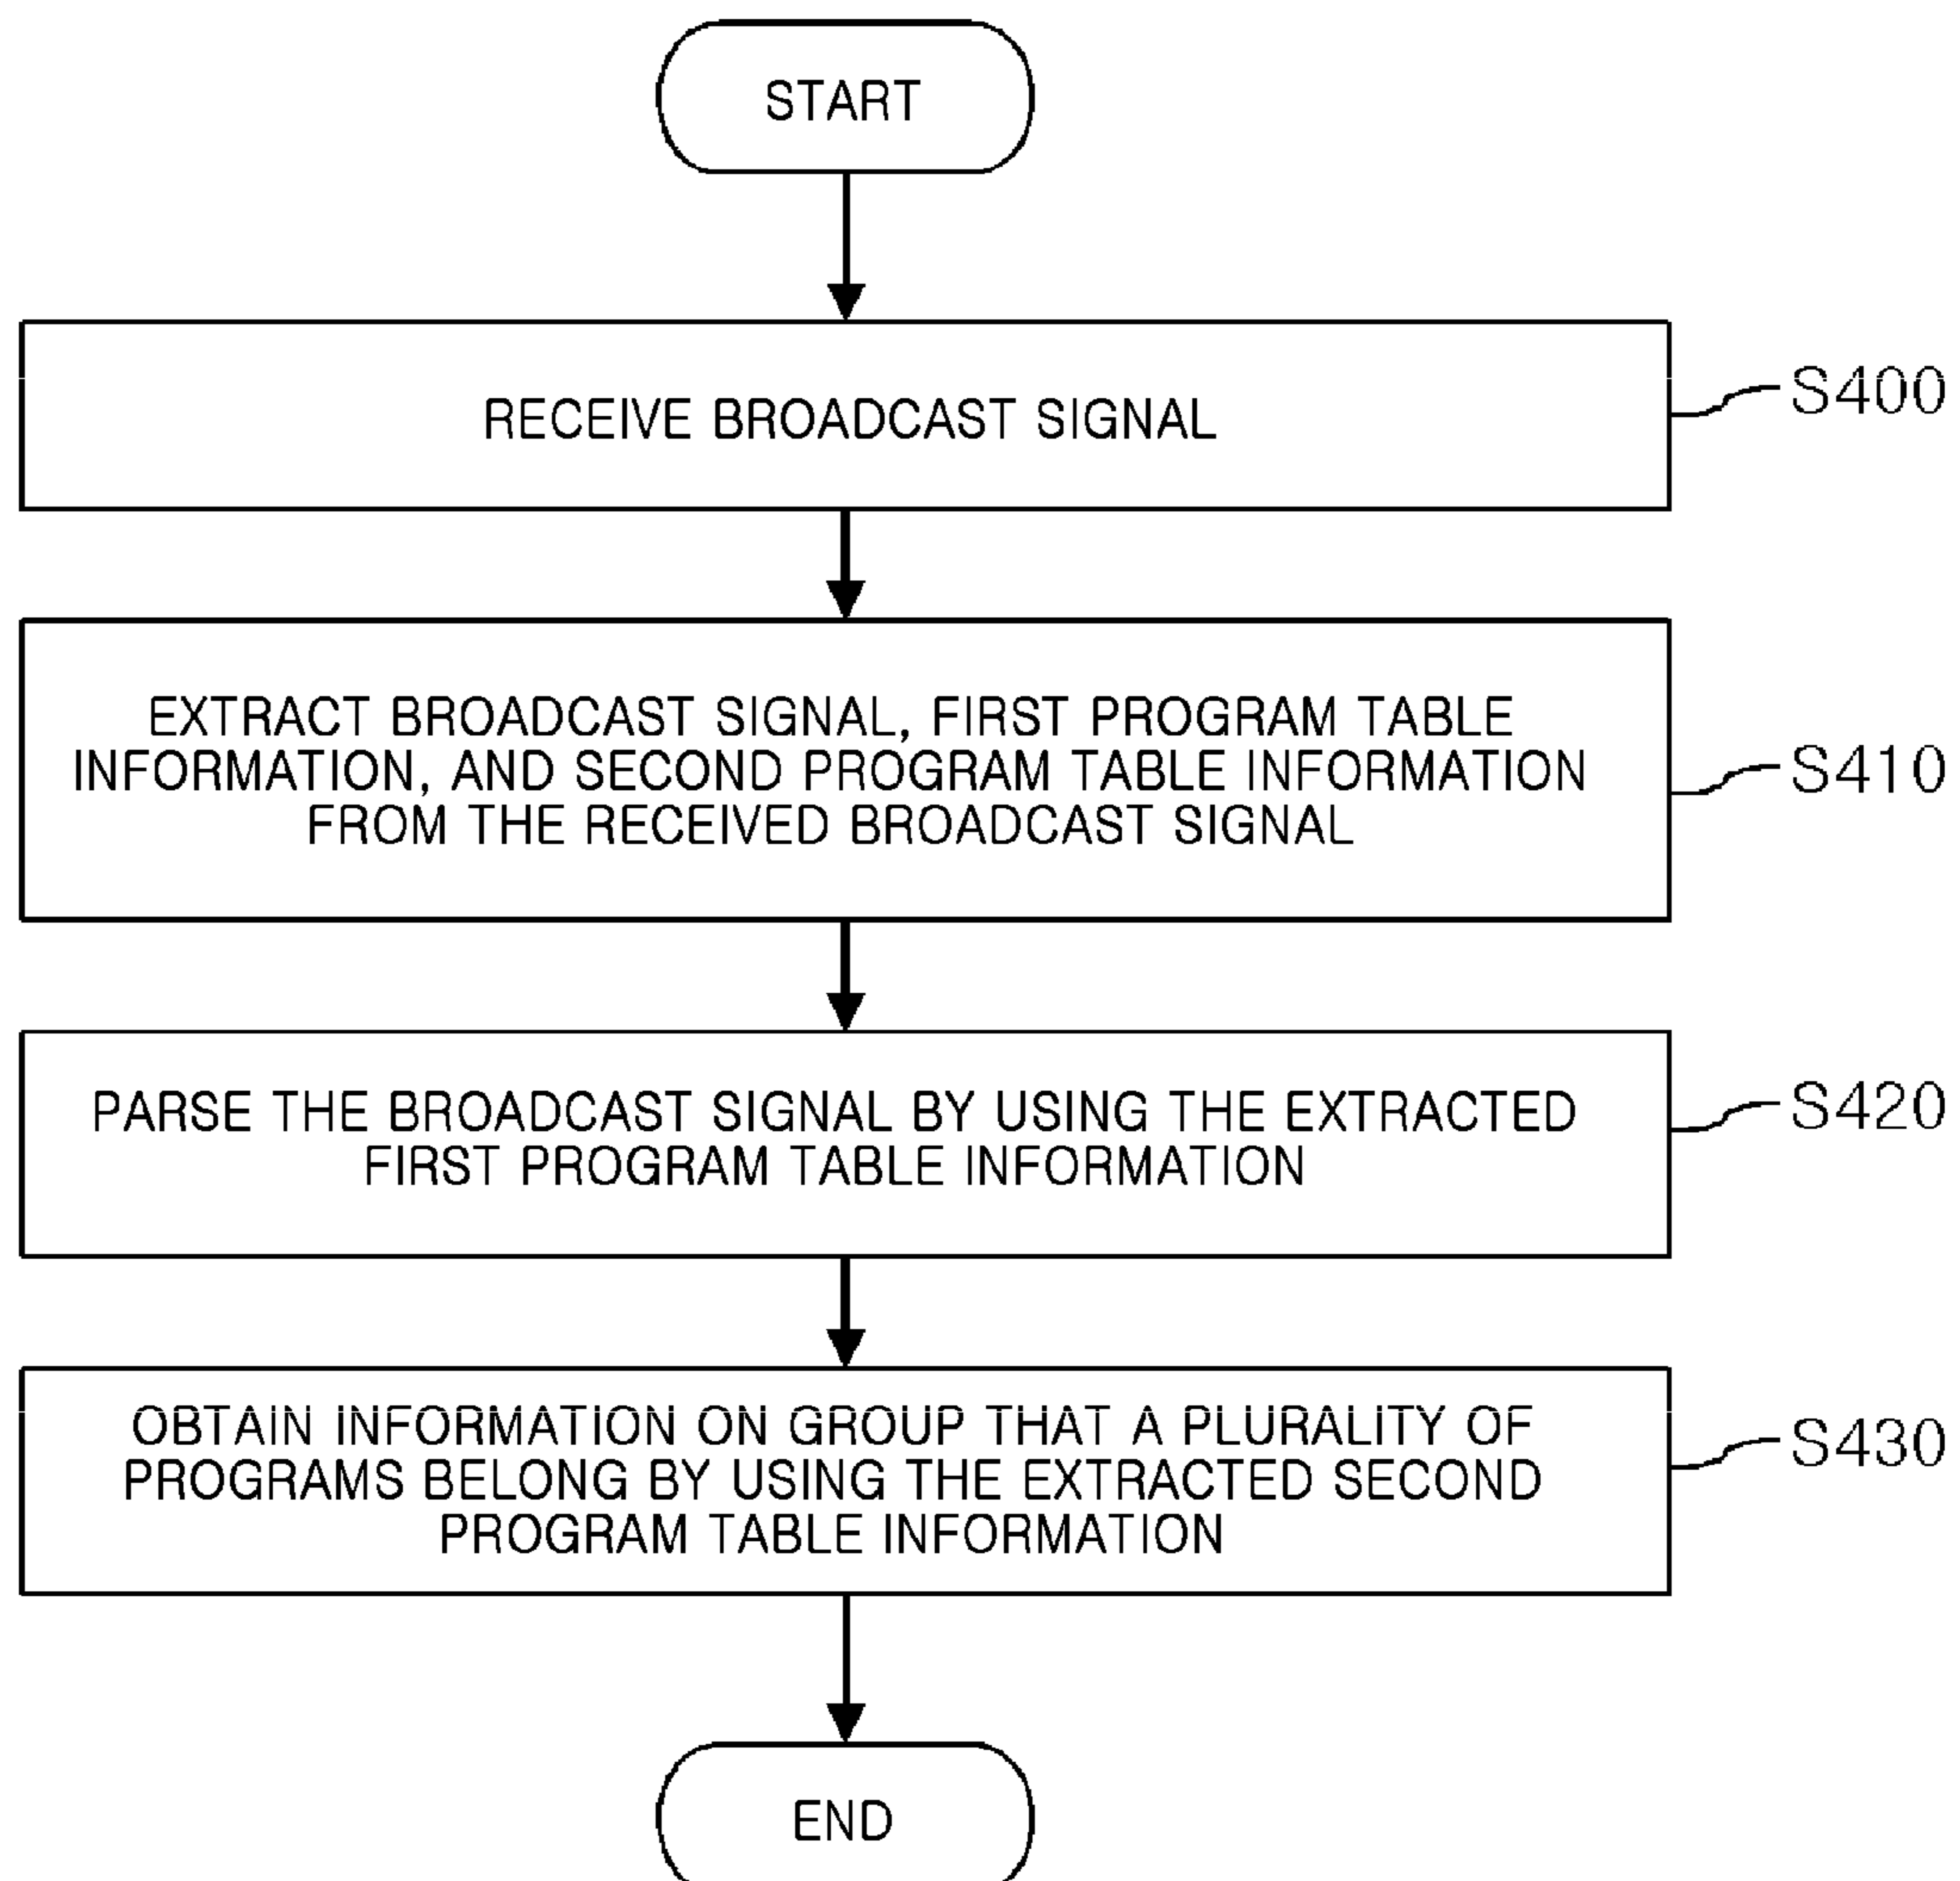 START
RECEIVE BROADCAST SIGNAL
S400
EXTRACT BROADCAST SIGNAL, FIRST PROGRAM TABLE
INFORMATION, AND SECOND PROGRAM TABLE INFORMATION
FROM THE RECEIVED BROADCAST SIGNAL
S410
PARSE THE BROADCAST SIGNAL BY USING THE EXTRACTED
FIRST PROGRAM TABLE INFORMATION
S420
OBTAIN INFORMATION ON GROUP THAT A PLURALITY OF
PROGRAMS BELONG BY USING THE EXTRACTED SECOND
PROGRAM TABLE INFORMATION
S430
END